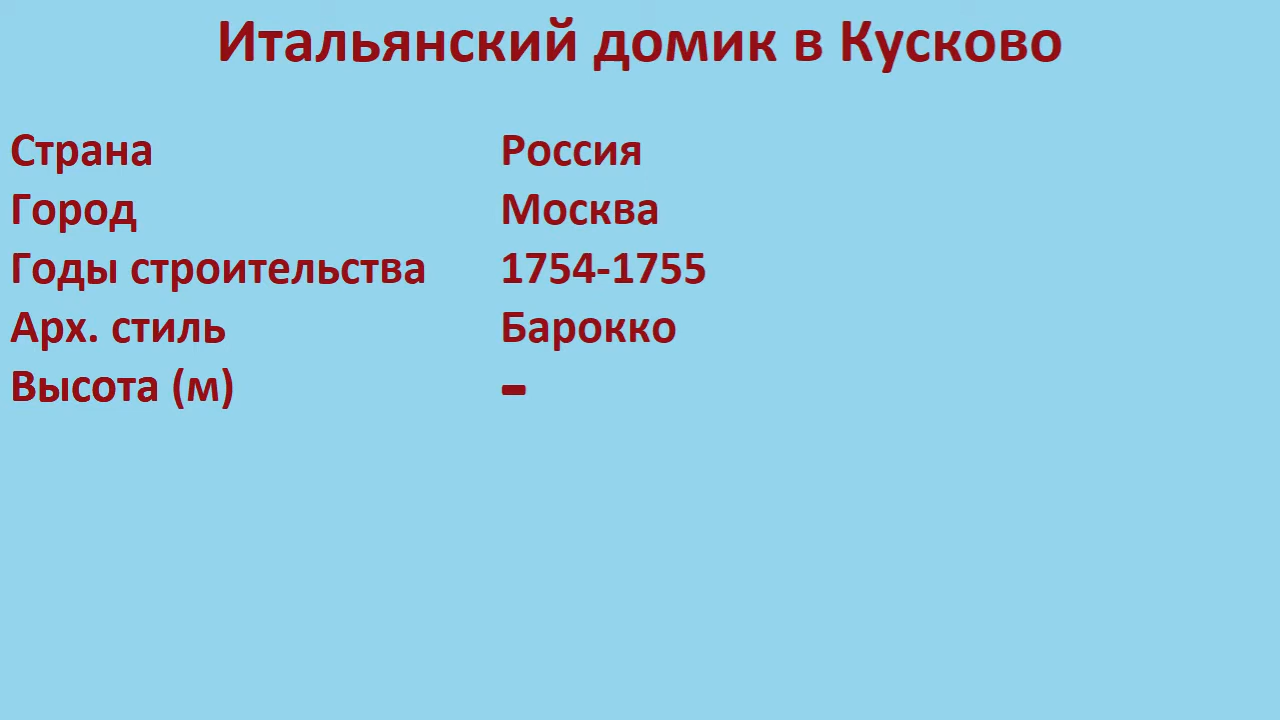 Итальянский домик в Кусково
Страна Россия
Город Москва
Годы строительства 1754-1755
Арх. стиль Барокко
Высота (м) -